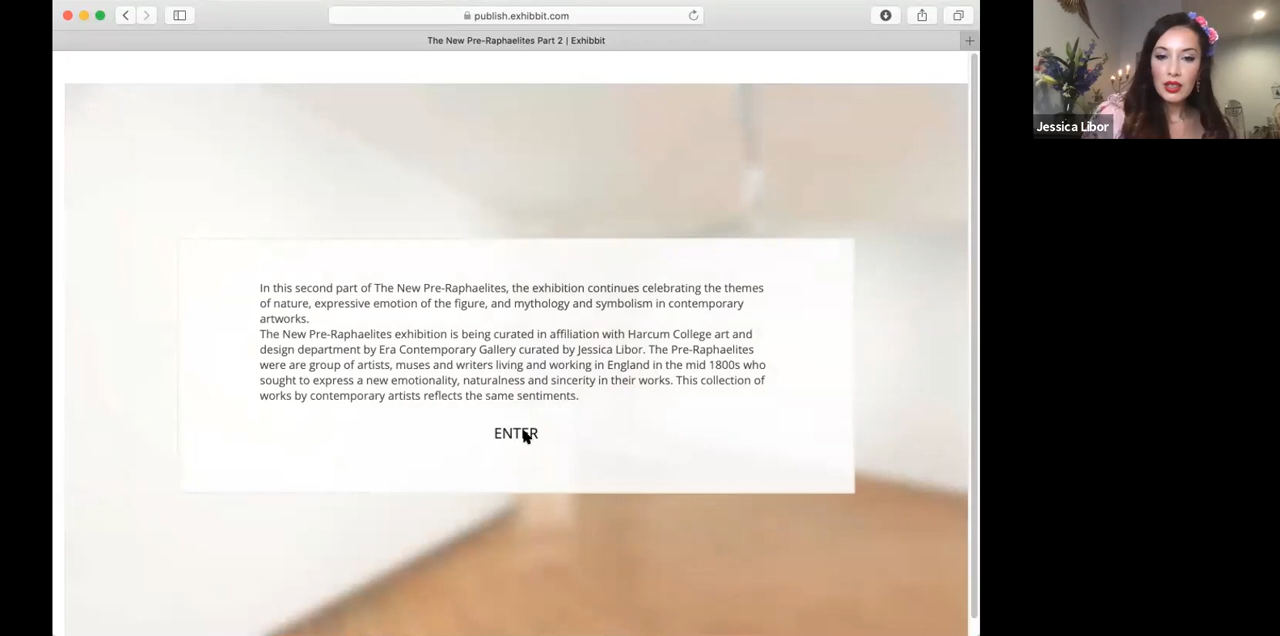 publish.exhibbit.com
The New Pre-Raphaelites Part 2 | Exhibbit
Jessica Libor
In this second part of The New Pre-Raphaelites, the exhibition continues celebrating the themes
of nature, expressive emotion of the figure, and mythology and symbolism in contemporary
artworks.
The New Pre-Raphaelites exhibition is being curated in affiliation with Harcum College art and
design department by Era Contemporary Gallery curated by Jessica Libor. The Pre-Raphaelites
were are group of artists, muses and writers living and working in England in the mid 1800s who
sought to express a new emotionality, naturalness and sincerity in their works. This collection of
works by contemporary artists reflects the same sentiments.
ENTER